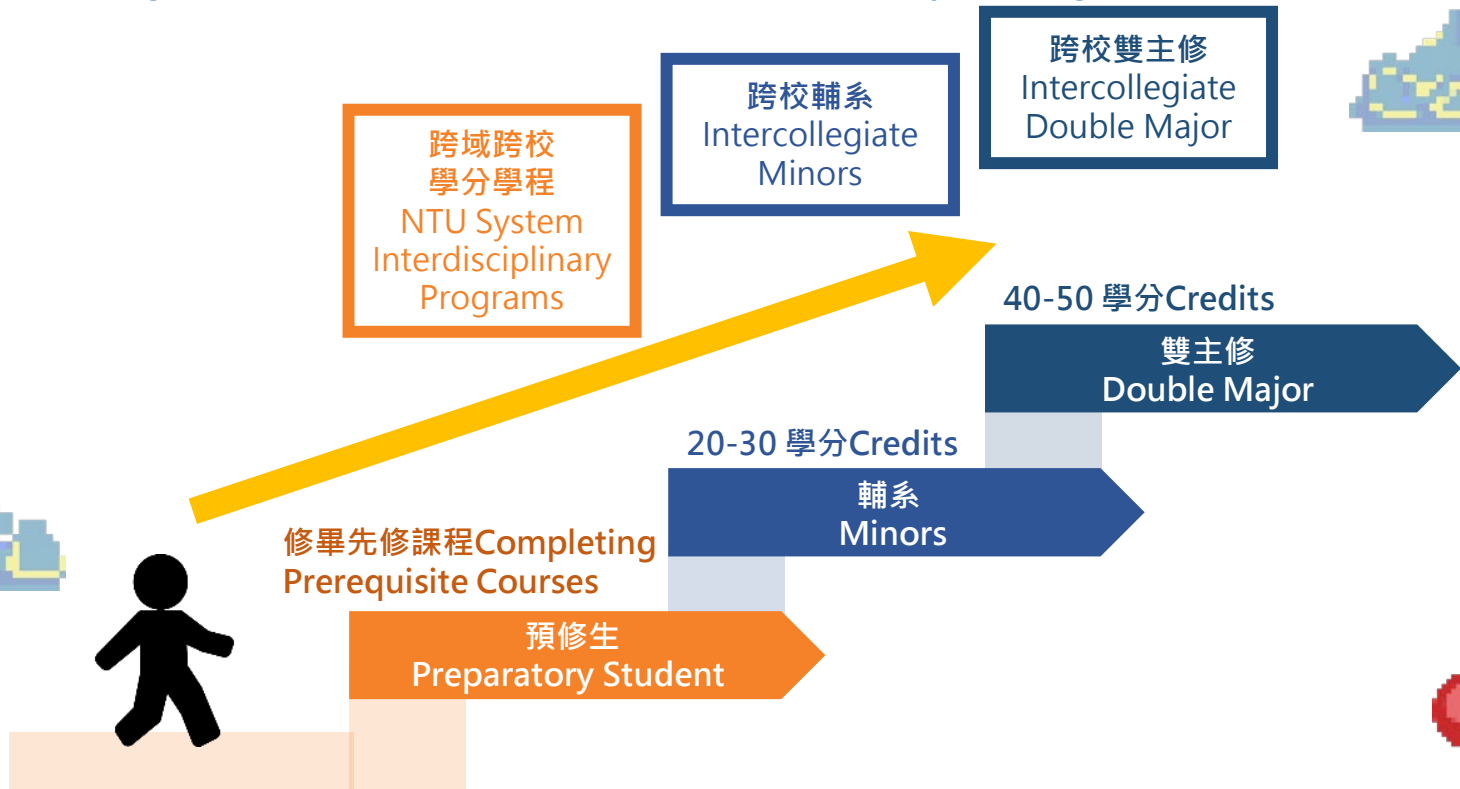 跨校雙主修
Intercollegiate
Double Major
跨校輔系
Intercollegiate
Minors
跨域跨校
學分學程
NTU System
Interdisciplinary
Programs
40-50 學分Credits
雙主修
Double Major
20-30 學分Credits
輔系
Minors
修畢先修課程Completing
Prerequisite Courses
預修生
Preparatory Student